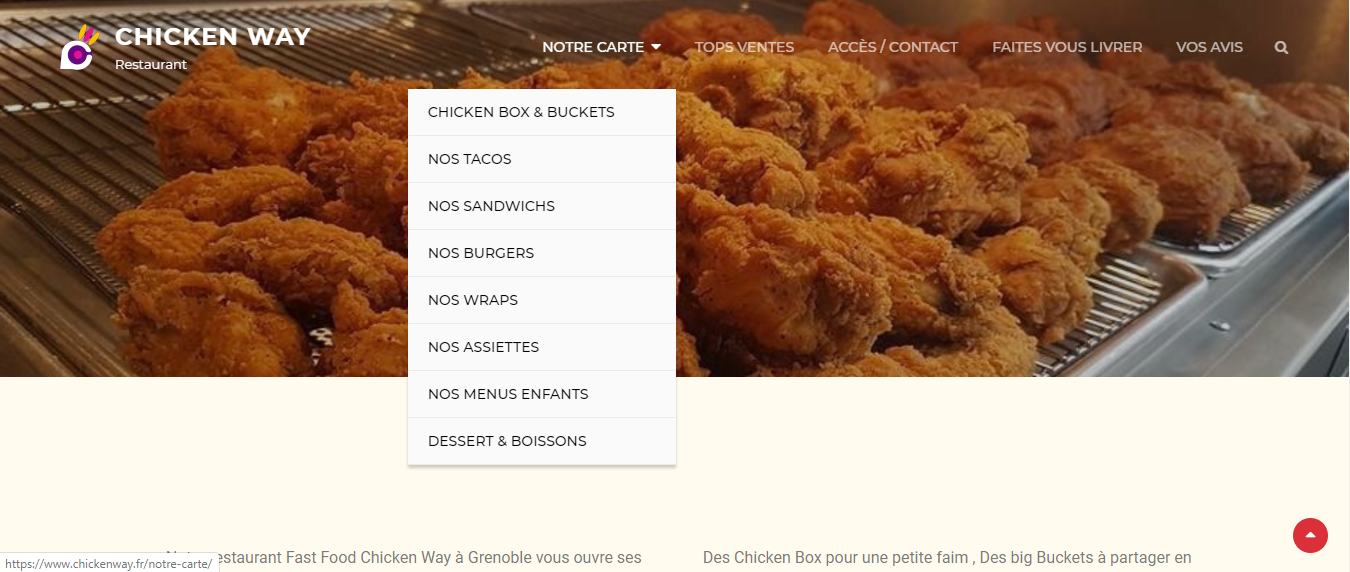 CHICKEN WAY
Restaurant
NOTRE CARTE
TOPS VENTES
ACCÈS / CONTACT
FAITES VOUS LIVRER
VOS AVIS
CHICKEN BOX & BUCKETS
NOS TACOS
NOS SANDWICHS
NOS BURGERS
NOS WRAPS
NOS ASSIETTES
NOS MENUS ENFANTS
DESSERT & BOISSONS
Fast Food Chicken Way à Grenoble vous ouvre ses
Des Chicken Box pour une petite faim , Des big Buckets à partager en
https://www.chickenway.fr/notre-carte/